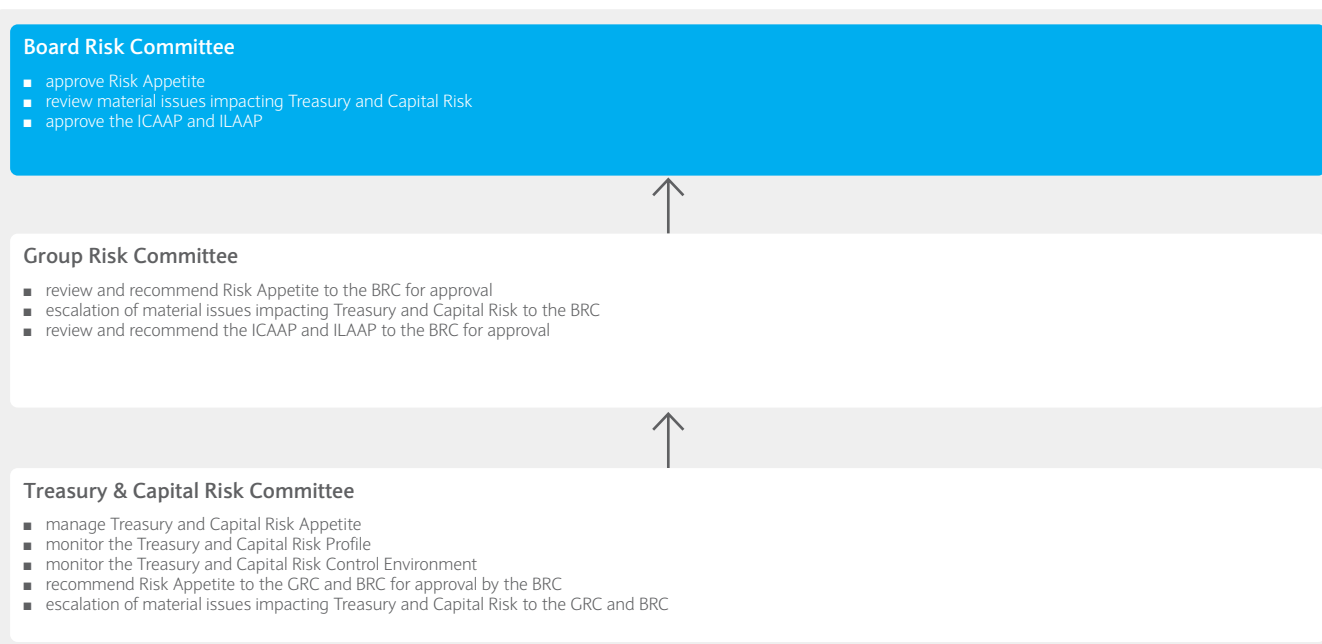 Board Risk Committee
■ approve Risk Appetite
■ review material issues impacting Treasury and Capital Risk
■ approve the ICAAP and ILAAP
Group Risk Committee
■ review and recommend Risk Appetite to the BRC for approval
■ escalation of material issues impacting Treasury and Capital Risk to the BRC
■ review and recommend the ICAAP and ILAAP to the BRC for approval
Treasury & Capital Risk Committee
■ manage Treasury and Capital Risk Appetite
■ monitor the Treasury and Capital Risk Profile
■ monitor the Treasury and Capital Risk Control Environment
■ recommend Risk Appetite to the GRC and BRC for approval by the BRC
■ escalation of material issues impacting Treasury and Capital Risk to the GRC and BRC